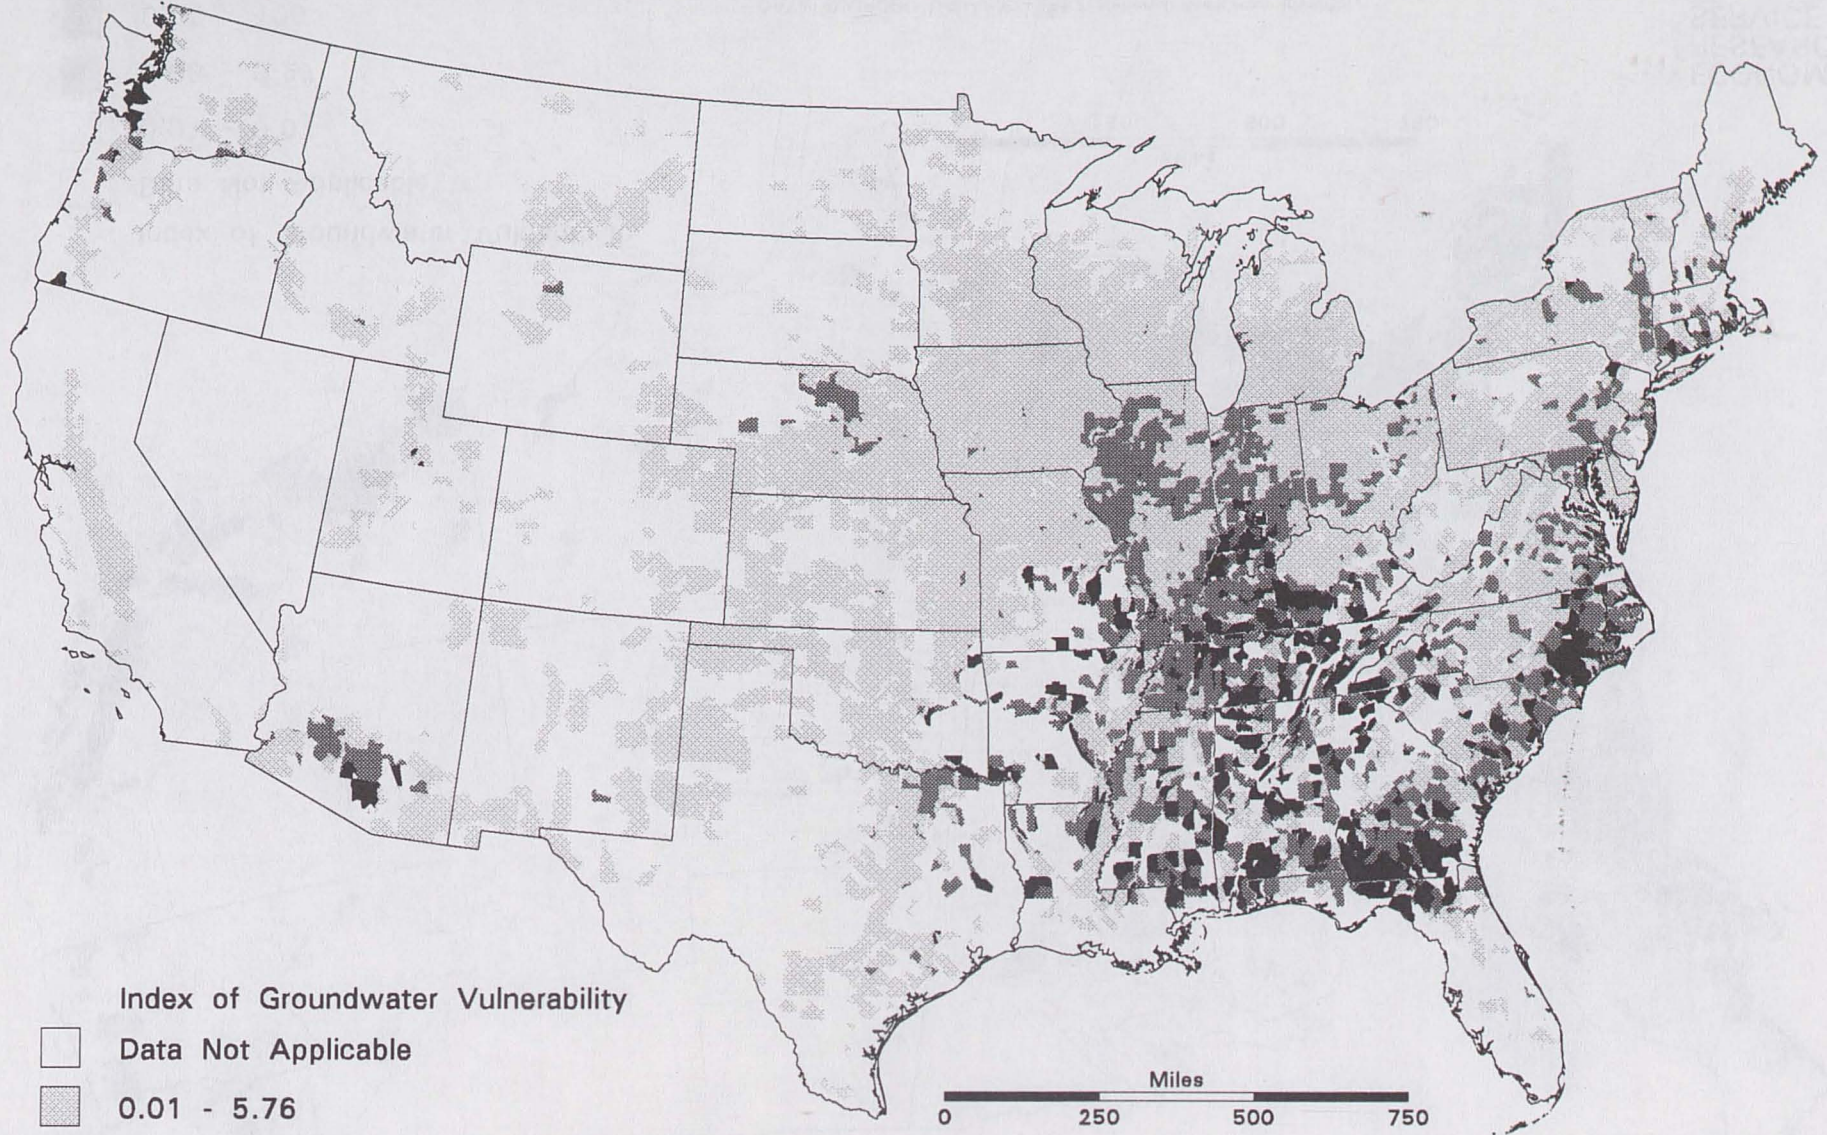 Index of Groundwater Vulnerability
Data Not Applicable
0.01 - 5.76
Miles
0 250 500 750